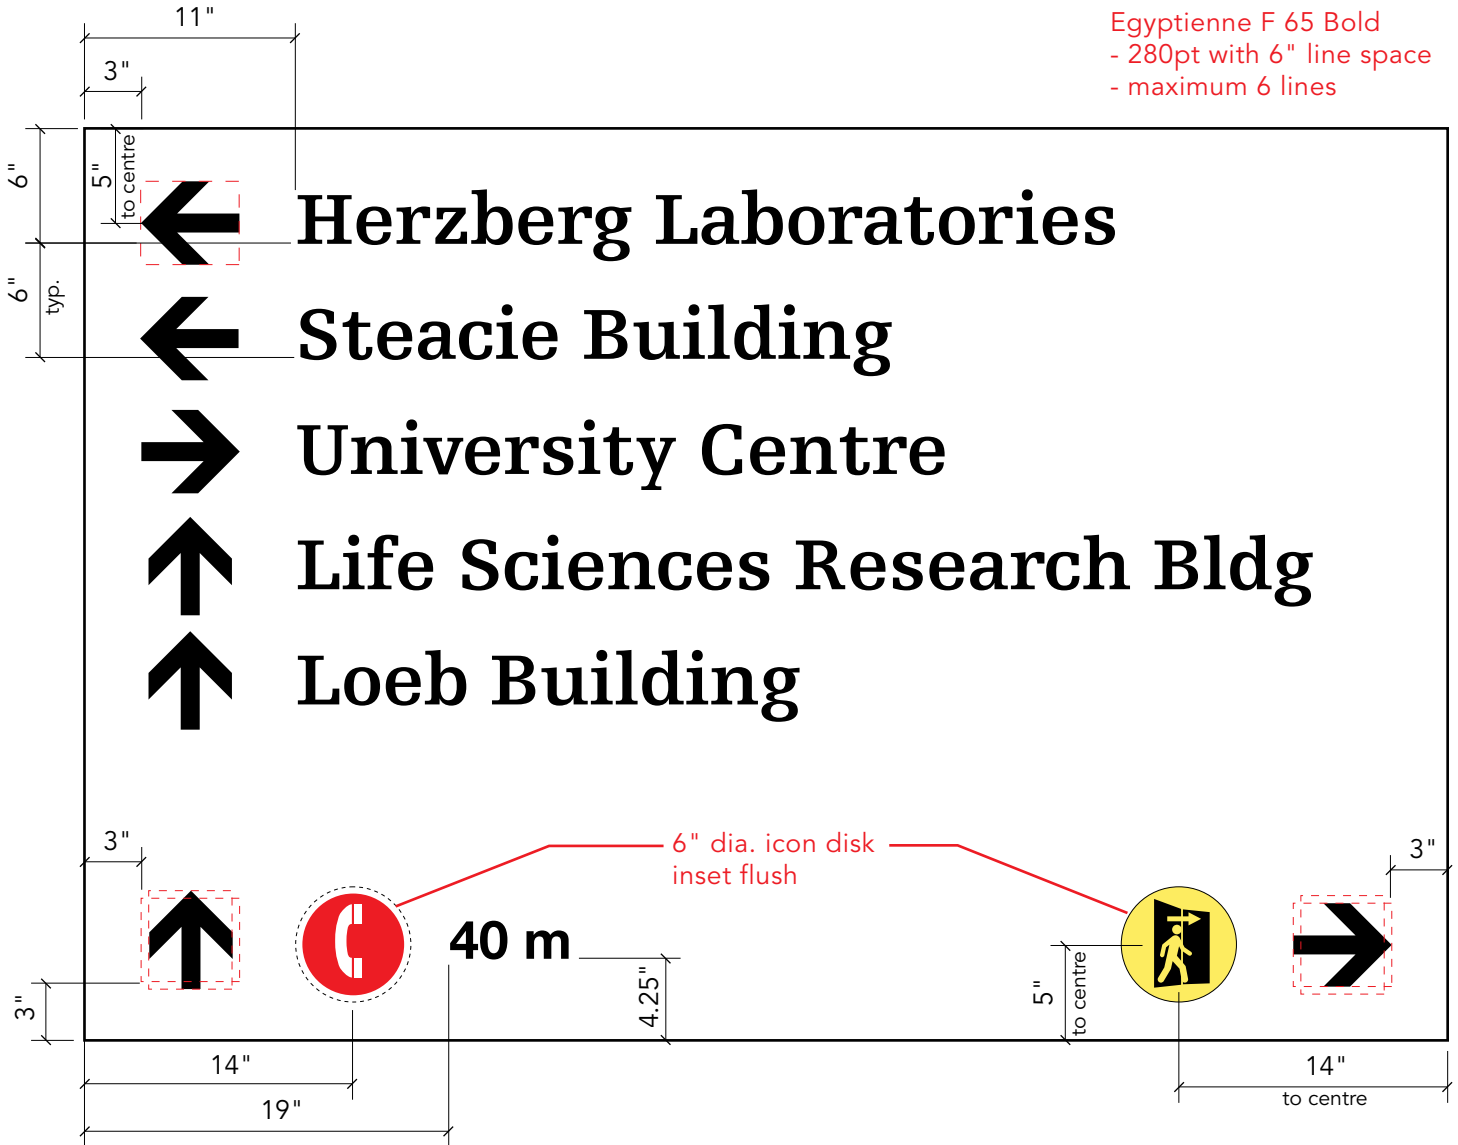 11"
Egyptienne F 65 Bold
- 280pt with 6" line space
- maximum 6 lines
3"
6"
5"
to centre
Herzberg Laboratories
6"
typ.
Steacie Building
University Centre
Life Sciences Research Bldg
Loeb Building
3"
6" dia. icon disk
inset flush
3"
40 m
3"
4.25"
5"
to centre
14"
14"
to centre
19"